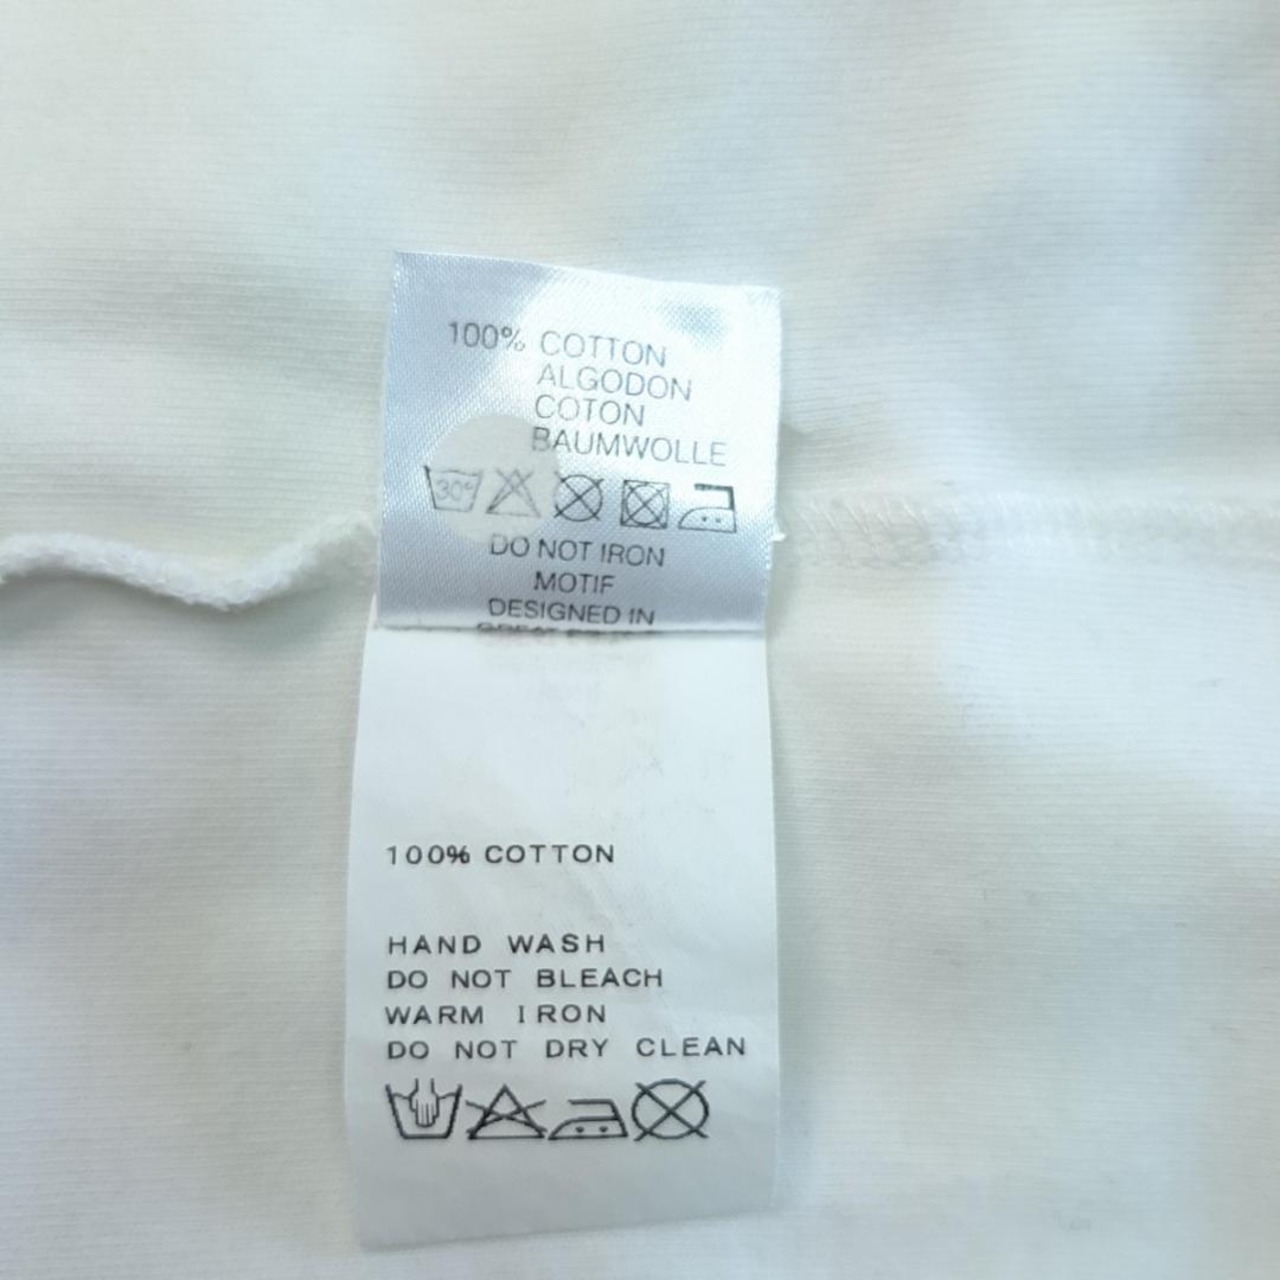 100% COTTON
ALGODON
COTON
BAUMWOLLE
30°
DO NOT IRON
MOTIF
DESIGNED IN
100% COTTON
HAND WASH
DO NOT BLEACH
WARM IRON
DO NOT DRY CLEAN